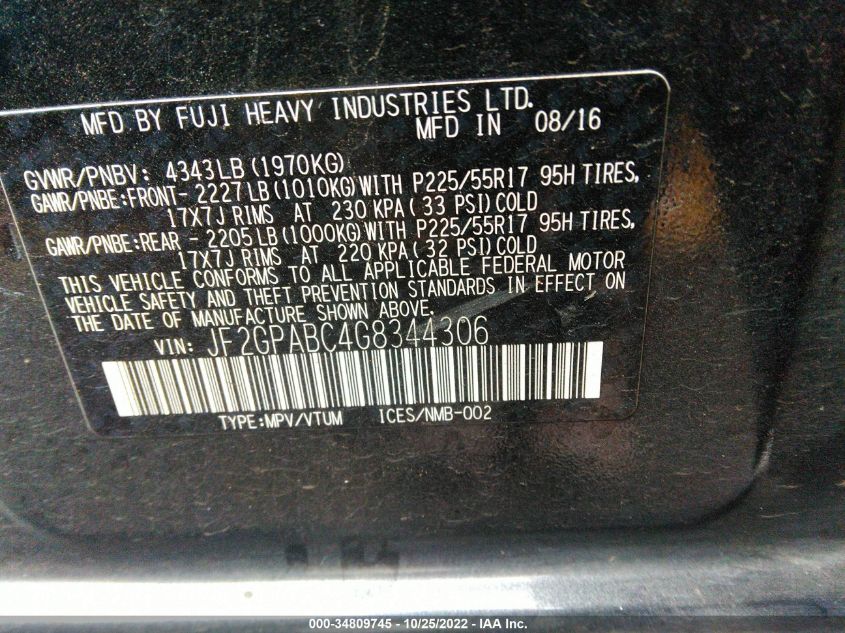 MFD BY FUJI HEAVY INDUSTRIES LTD.
MFD IN 08/16
GVWR/PNBV: 4343LB(1970KG)
GAWR/PNBE:FRONT- 2227LB(1010KG)WITH P225/55R17 95H TIRES,
17X7J RIMS AT 230 KPA( 33 PSI)COLD
GAWR/PNBE:REAR - 2205LB(1000KG)WITH P225/55R17 95H TIRES,
17X7J RIMS AT 220 KPA( 32 PSI)COLD
THIS VEHICLE CONFORMS TO ALL APPLICABLE FEDERAL MOTOR
VEHICLE SAFETY AND THEFT PREVENTION STANDARDS IN EFFECT ON
THE DATE OF MANUFACTURE SHOWN ABOVE.
VIN: JF2GPABC4G8344306
TYPE:MPV/VTUM ICES/NMB-002
000-34809745 - 10/25/2022 - IAA Inc.